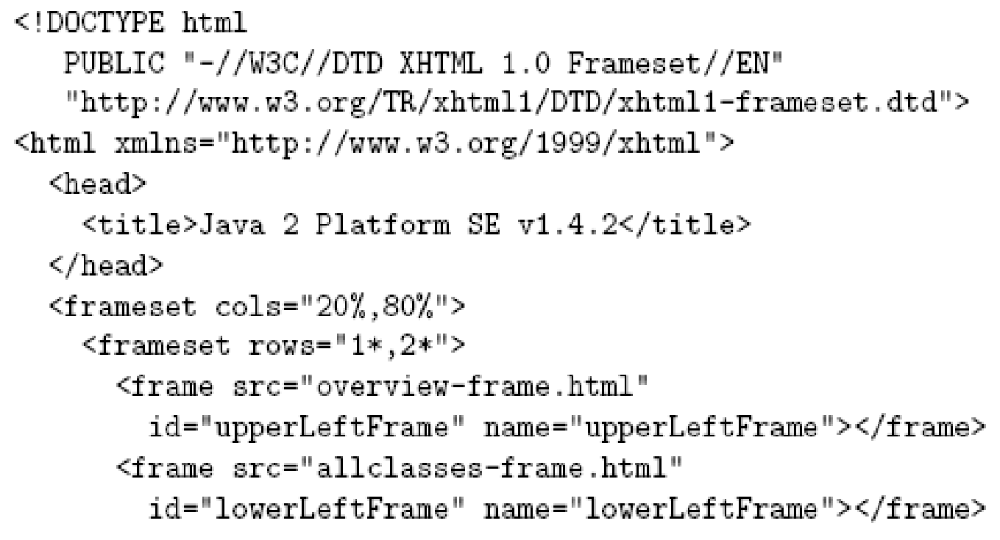 <!DOCTYPE html
PUBLIC "-//W3C//DTD XHTML 1.0 Frameset//EN"
"http://www.w3.org/TR/xhtml1/DTD/xhtml1-frameset.dtd">
<html xmlns="http://www.w3.org/1999/xhtml">
<head>
<title>Java 2 Platform SE v1.4.2</title>
</head>
<frameset cols="20%,80%">
<frameset rows="1*,2*">
<frame src="overview-frame.html"
id="upperLeftFrame" name="upperLeftFrame"></frame>
<frame src="allclasses-frame.html"
id="lowerLeftFrame" name="lowerLeftFrame"></frame>